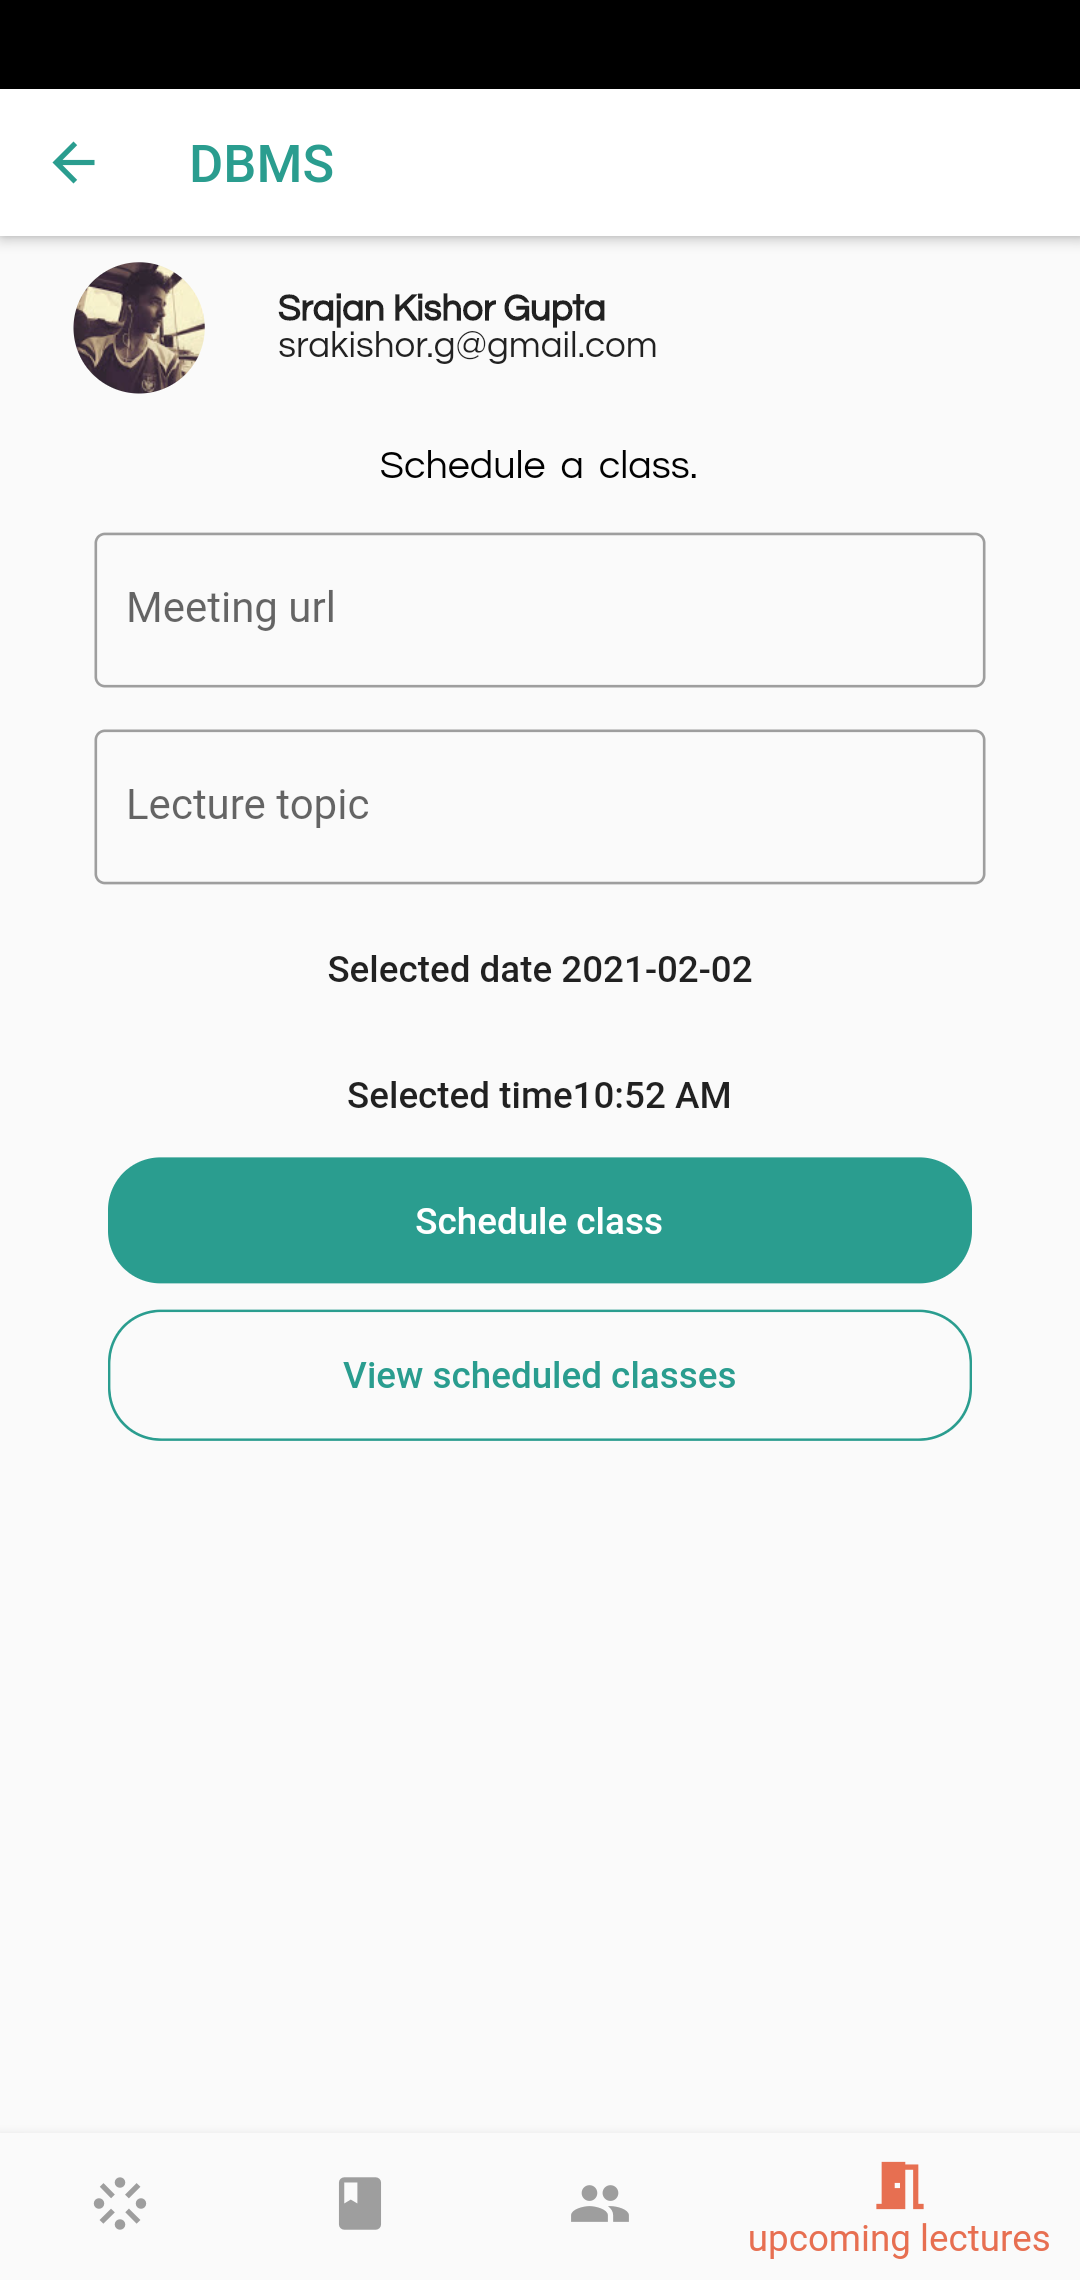 DBMS
Srajan Kishor Gupta
srakishor.g@gmail.com
Schedule a class.
Meeting url
Lecture topic
Selected date 2021-02-02
Selected time10:52 AM
Schedule class
View scheduled classes
upcoming lectures